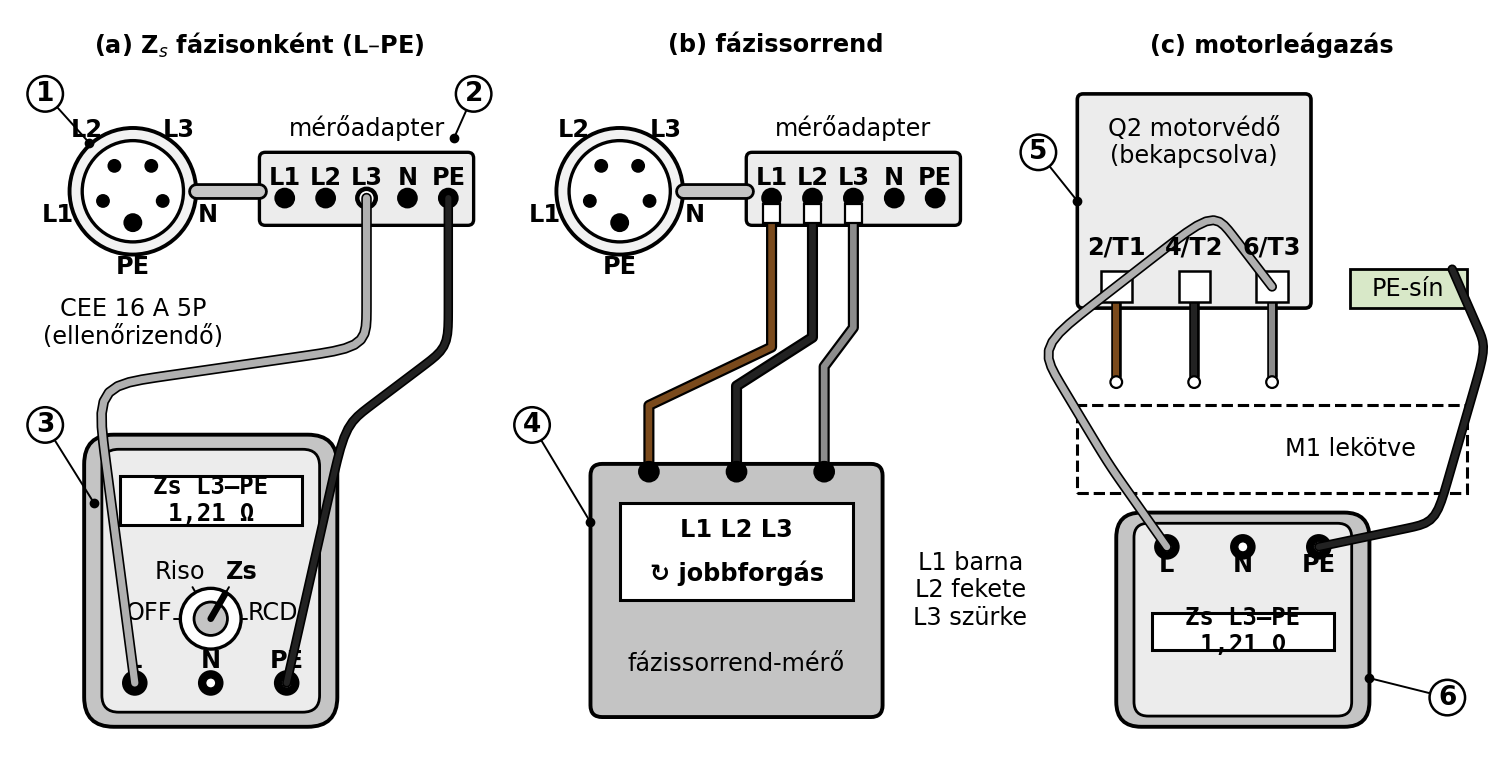 (a) Zs fázisonként (L–PE)
1
2
L2
L3
mérőadapter
L1 L2 L3 N PE
L1
N
PE
CEE 16 A 5P
(ellenőrizendő)
3
Zs L3–PE
1,21 Ω
Riso Zs
OFF RCD
L N PE
(b) fázissorrend
L2
L3
mérőadapter
L1 L2 L3 N PE
L1
N
PE
4
L1 L2 L3
↻ jobbforgás
fázissorrend-mérő
L1 barna
L2 fekete
L3 szürke
(c) motorleágazás
5
Q2 motorvédő
(bekapcsolva)
2/T1 4/T2 6/T3
PE-sín
M1 lekötve
L N PE
Zs L3–PE
1,21 Ω
6